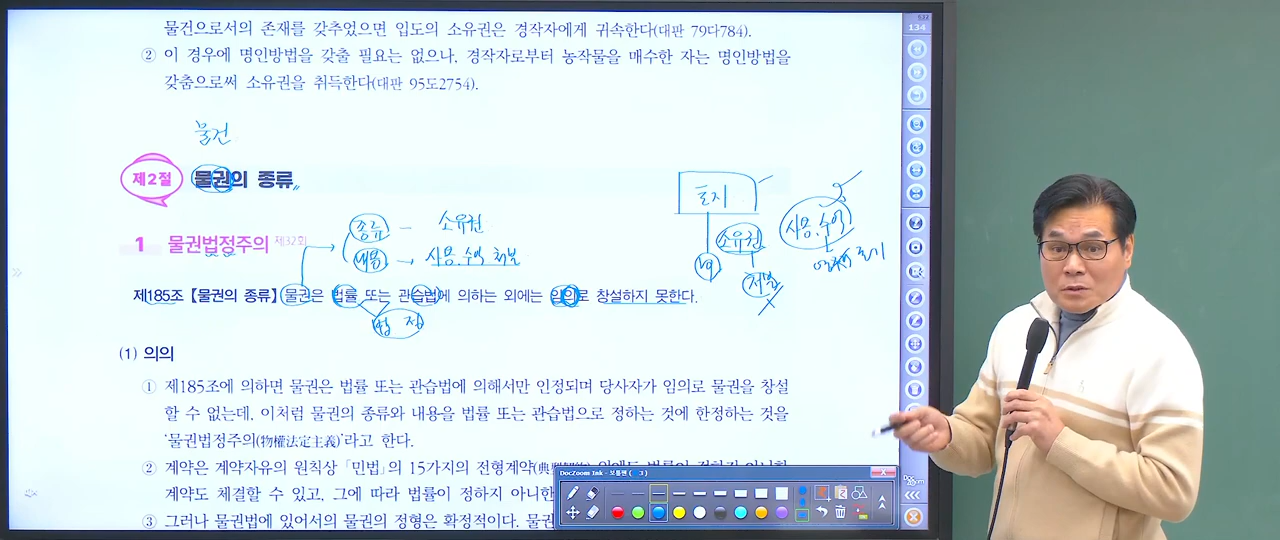 물건으로서의 존재를 갖추었으면 입도의 소유권은 경작자에게 귀속한다(대판 79다784).
② 이 경우에 명인방법을 갖출 필요는 없으나, 경작자로부터 농작물을 매수한 자는 명인방법을
갖춤으로써 소유권을 취득한다(대판 95도2754).
물건
제2절 물권의 종류
토지
사용.수익
소유권
처분
종류 - 소유권
내용 → 사용.수익 처분
1 물권법정주의 제32회
제185조【물권의 종류】물권은 법률 또는 관습법에 의하는 외에는 임의로 창설하지 못한다.
법 정
(1) 의의
① 제185조에 의하면 물권은 법률 또는 관습법에 의해서만 인정되며 당사자가 임의로 물권을 창설
할 수 없는데, 이처럼 물권의 종류와 내용을 법률 또는 관습법으로 정하는 것에 한정하는 것을
'물권법정주의(物權法定主義)'라고 한다.
② 계약은 계약자유의 원칙상 「민법」의 15가지의 전형계약
계약도 체결할 수 있고, 그에 따라 법률이 정하지 아니한
③ 그러나 물권법에 있어서의 물권의 정형은 확정적이다.
DocZoom Ink - 보통펜 ( 3)
134